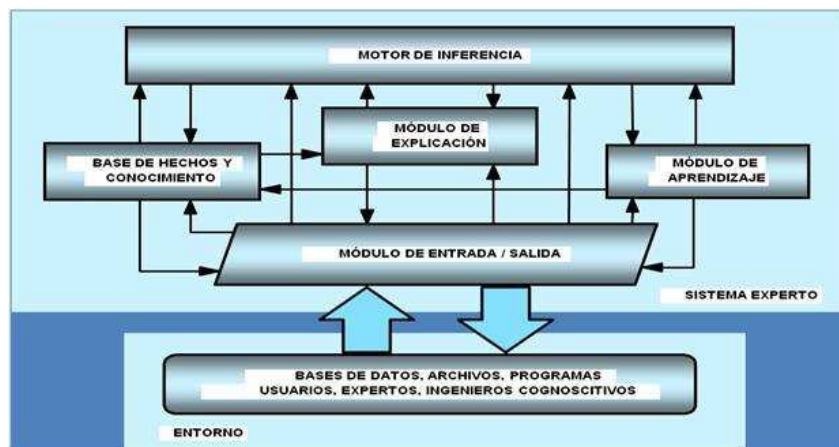 MOTOR DE INFERENCIA
MÓDULO DE
EXPLICACIÓN
BASE DE HECHOS Y
CONOCIMIENTO
MÓDULO DE
APRENDIZAJE
MÓDULO DE ENTRADA / SALIDA
SISTEMA EXPERTO
BASES DE DATOS, ARCHIVOS, PROGRAMAS
USUARIOS, EXPERTOS, INGENIEROS COGNOSCITIVOS
ENTORNO